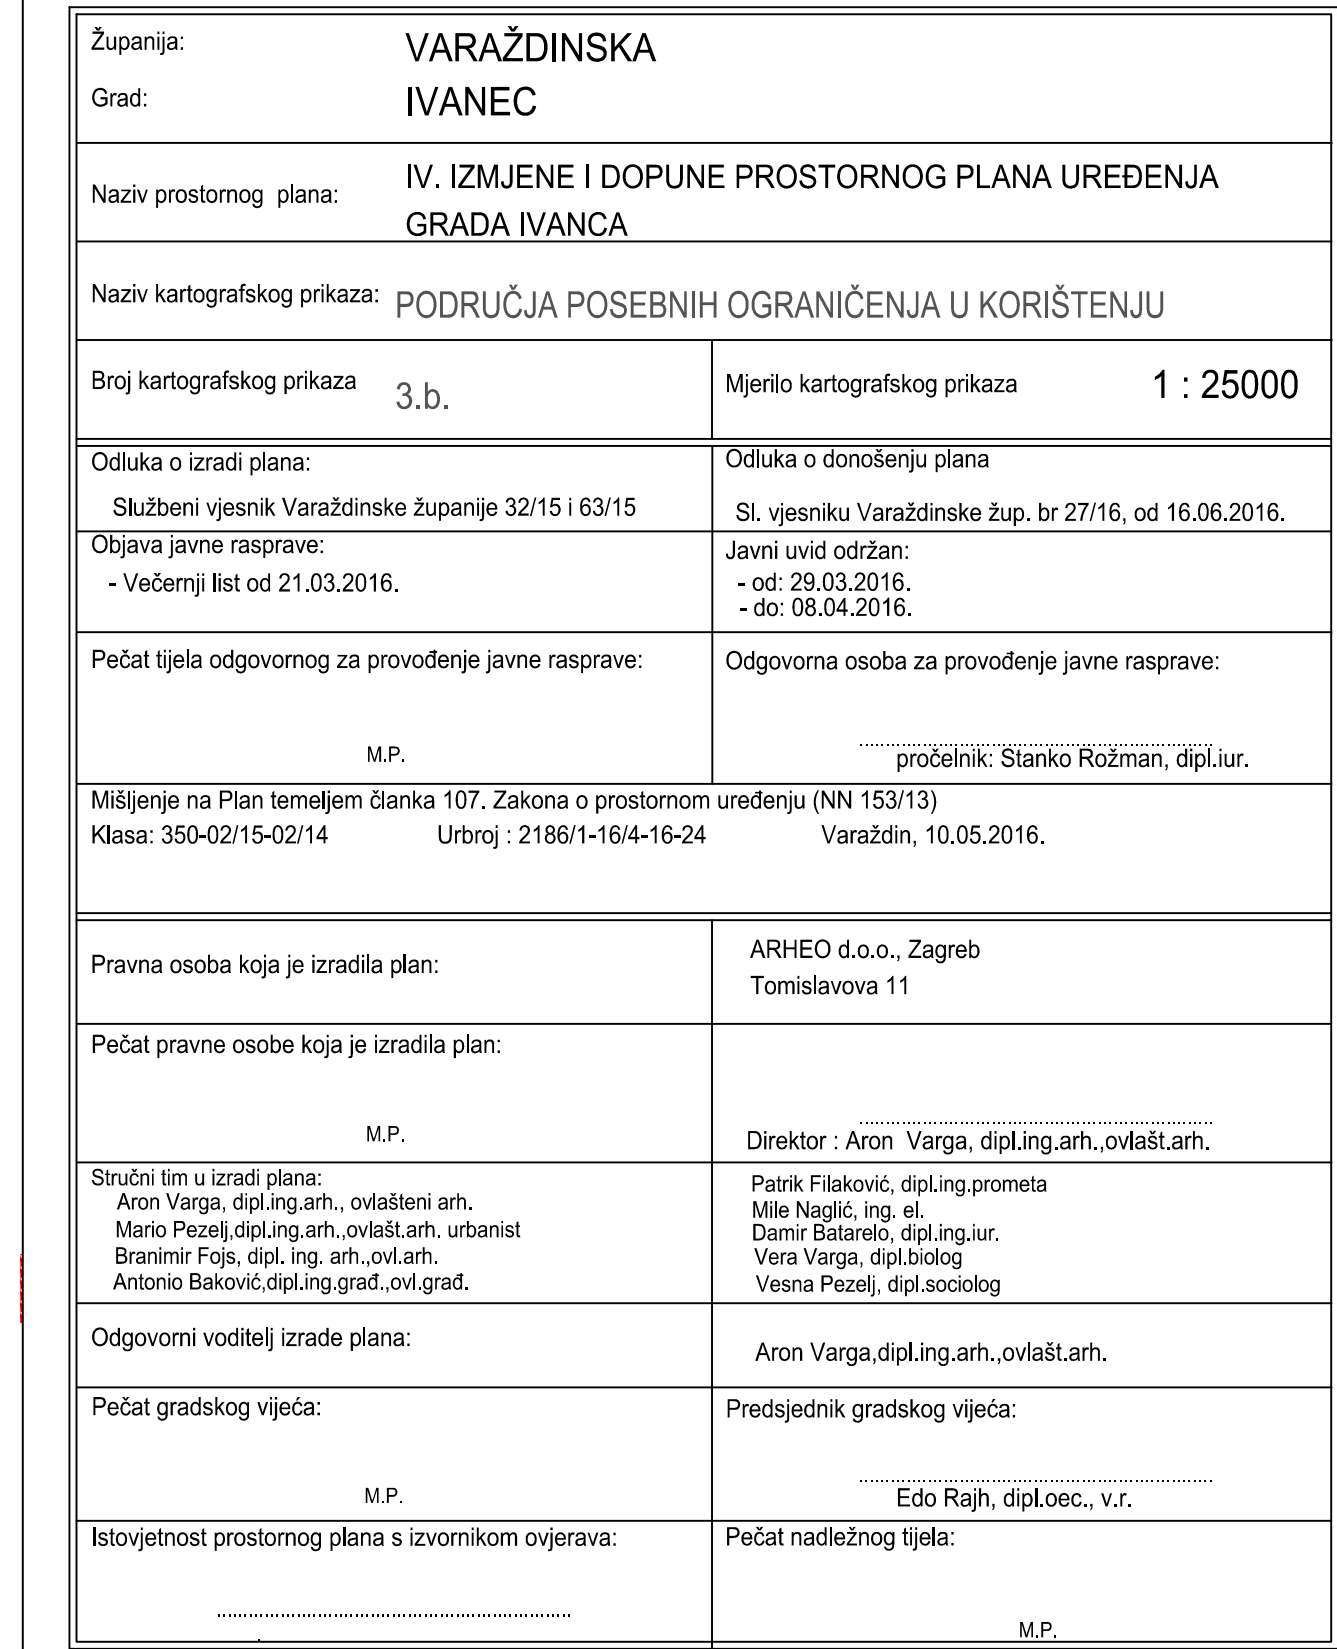 Županija: VARAŽDINSKA
Grad: IVANEC
Naziv prostornog plana: IV. IZMJENE I DOPUNE PROSTORNOG PLANA UREĐENJA
GRADA IVANCA
Naziv kartografskog prikaza: PODRUČJA POSEBNIH OGRANIČENJA U KORIŠTENJU
Broj kartografskog prikaza 3.b.
Mjerilo kartografskog prikaza 1 : 25000
Odluka o izradi plana:
Službeni vjesnik Varaždinske županije 32/15 i 63/15
Odluka o donošenju plana
Sl. vjesniku Varaždinske žup. br 27/16, od 16.06.2016.
Objava javne rasprave:
- Večernji list od 21.03.2016.
Javni uvid održan:
- od: 29.03.2016.
- do: 08.04.2016.
Pečat tijela odgovornog za provođenje javne rasprave:
M.P.
Odgovorna osoba za provođenje javne rasprave:
pročelnik: Stanko Rožman, dipl.iur.
Mišljenje na Plan temeljem članka 107. Zakona o prostornom uređenju (NN 153/13)
Klasa: 350-02/15-02/14 Urbroj : 2186/1-16/4-16-24 Varaždin, 10.05.2016.
Pravna osoba koja je izradila plan:
ARHEO d.o.o., Zagreb
Tomislavova 11
Pečat pravne osobe koja je izradila plan:
M.P.
Direktor : Aron Varga, dipl.ing.arh.,ovlašt.arh.
Stručni tim u izradi plana:
Aron Varga, dipl.ing.arh., ovlašteni arh.
Mario Pezelj,dipl.ing.arh.,ovlašt.arh. urbanist
Branimir Fojs, dipl. ing. arh.,ovl.arh.
Antonio Baković,dipl.ing.građ.,ovl.građ.
Patrik Filaković, dipl.ing.prometa
Mile Naglić, ing. el.
Damir Batarelo, dipl.ing.iur.
Vera Varga, dipl.biolog
Vesna Pezelj, dipl.sociolog
Odgovorni voditelj izrade plana:
Aron Varga,dipl.ing.arh.,ovlašt.arh.
Pečat gradskog vijeća:
M.P.
Predsjednik gradskog vijeća:
Edo Rajh, dipl.oec., v.r.
Istovjetnost prostornog plana s izvornikom ovjerava:
Pečat nadležnog tijela:
M.P.